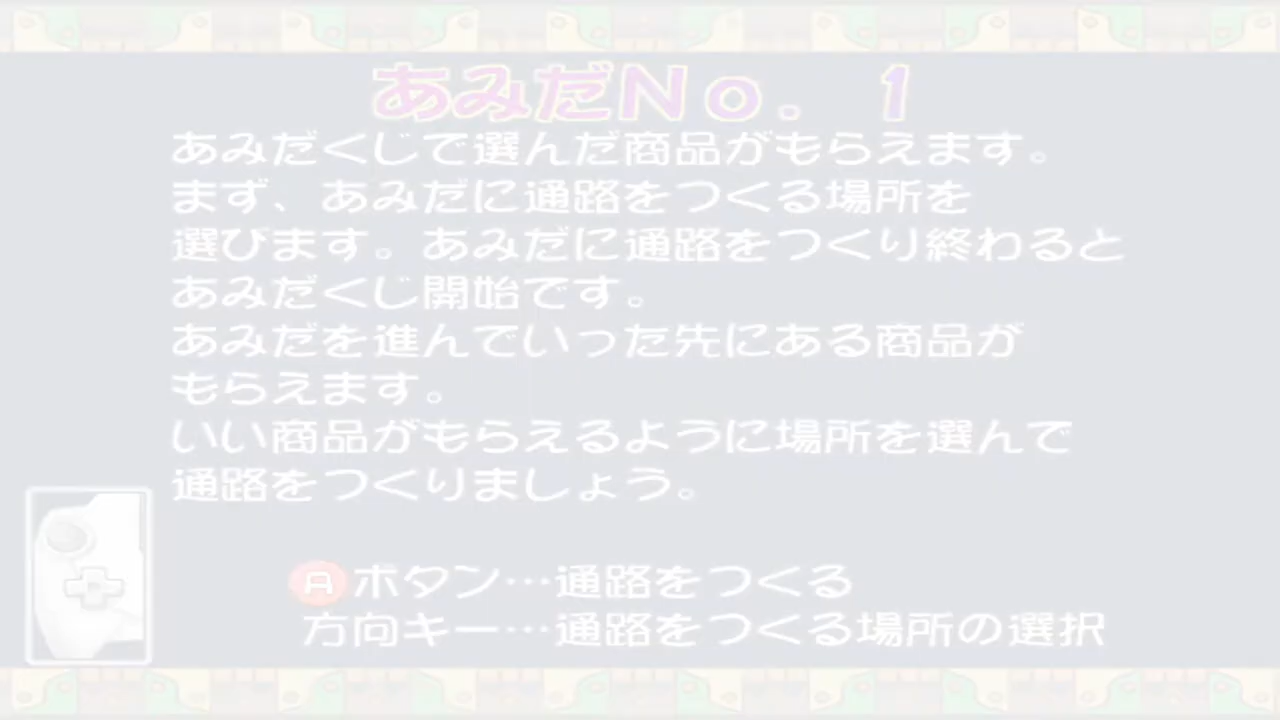 あみだNo. 1
あみだくじで選んだ商品がもらえます。
まず、あみだに通路をつくる場所を
選びます。あみだに通路をつくり終わると
あみだくじ開始です。
あみだを進んでいった先にある商品が
もらえます。
いい商品がもらえるように場所を選んで
通路をつくりましょう。
Aボタン…通路をつくる
方向キー…通路をつくる場所の選択